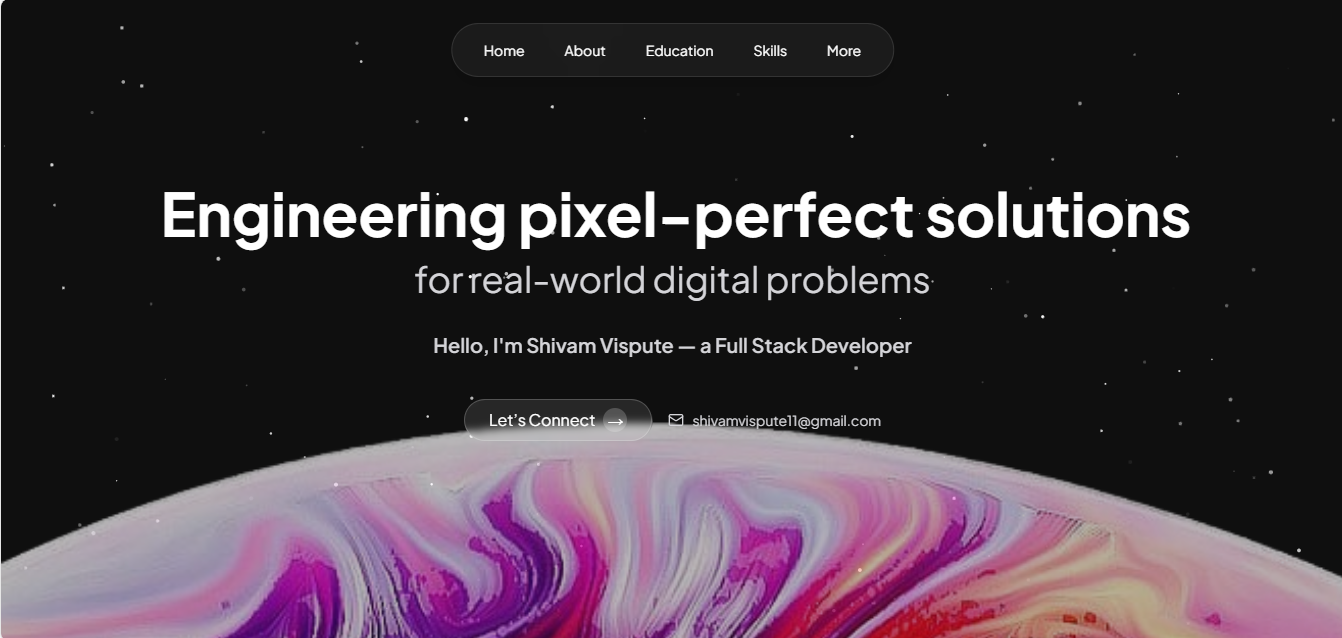 Home About Education Skills More
Engineering pixel-perfect solutions
for real-world digital problems
Hello, I'm Shivam Vispute — a Full Stack Developer
Let’s Connect → shivamvispute11@gmail.com